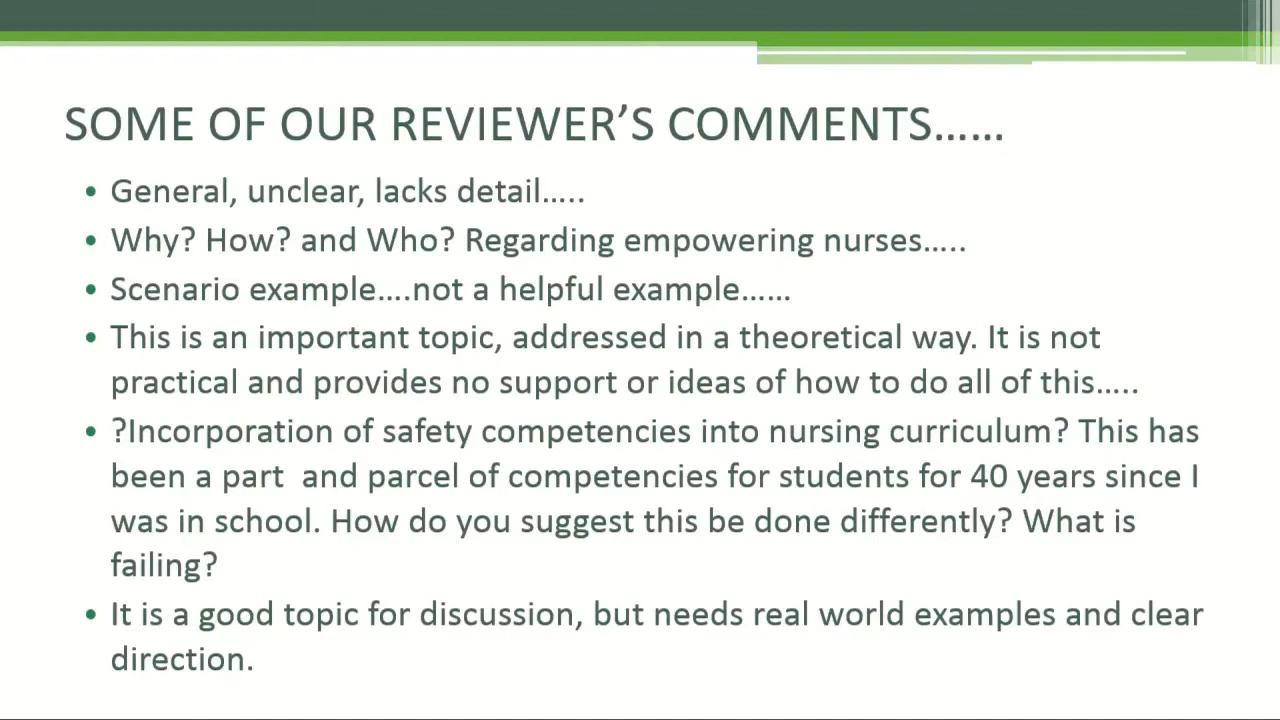 SOME OF OUR REVIEWER’S COMMENTS……
• General, unclear, lacks detail…..
• Why? How? and Who? Regarding empowering nurses…..
• Scenario example….not a helpful example……
• This is an important topic, addressed in a theoretical way. It is not
practical and provides no support or ideas of how to do all of this…..
• ?Incorporation of safety competencies into nursing curriculum? This has
been a part  and parcel of competencies for students for 40 years since I
was in school. How do you suggest this be done differently? What is
failing?
• It is a good topic for discussion, but needs real world examples and clear
direction.